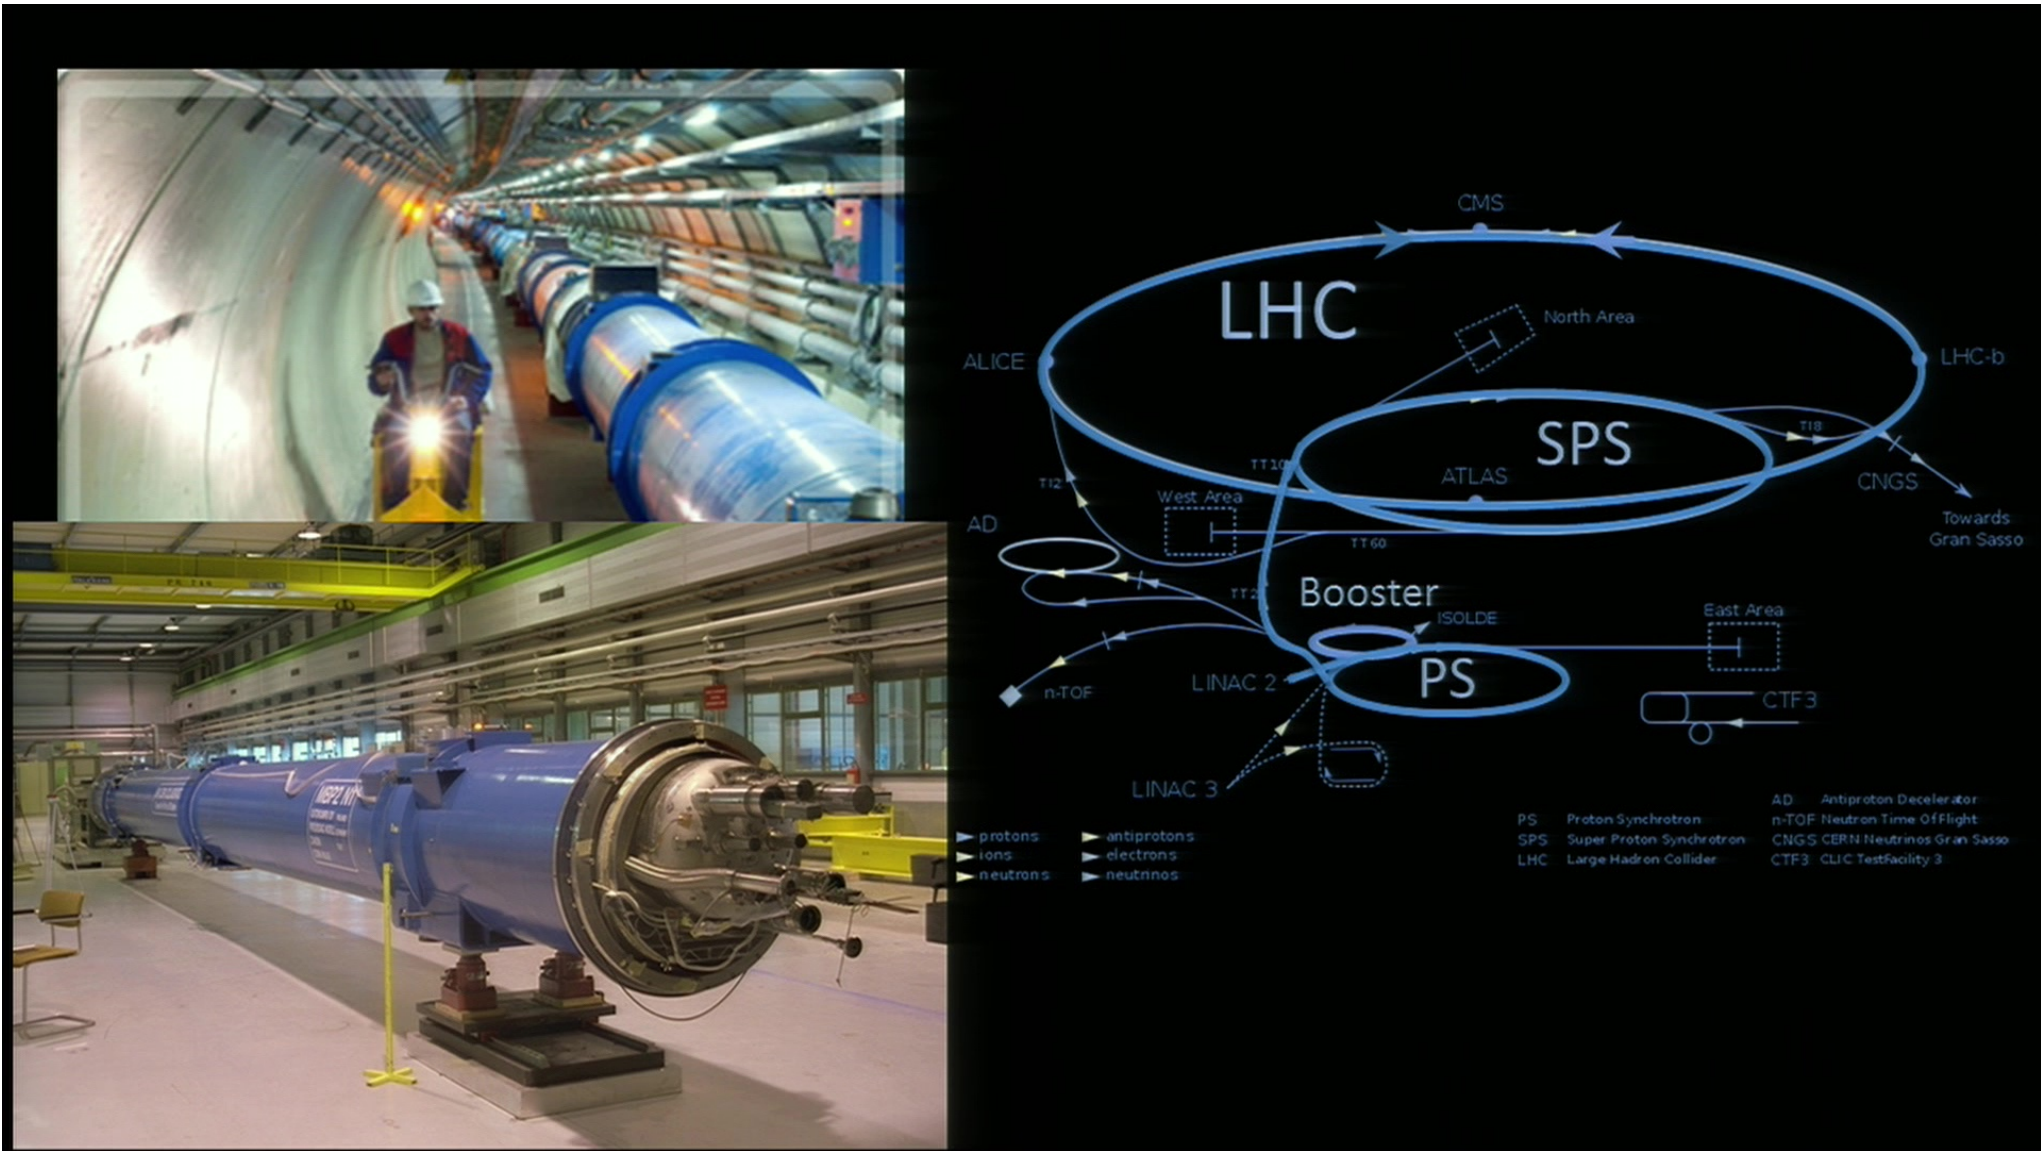 CMS
LHC
North Area
ALICE
LHC-b
SPS
TI8
TT10
ATLAS
CNGS
TI2
West Area
AD
Towards
Gran Sasso
TT60
Booster
TT2
ISOLDE
East Area
LINAC 2
PS
n-TOF
CTF3
LINAC 3
protons
antiprotons
ions
electrons
neutrons
neutrinos
PS Proton Synchrotron
SPS Super Proton Synchrotron
LHC Large Hadron Collider
AD Antiproton Decelerator
n-TOF Neutron Time Of Flight
CNGS CERN Neutrinos Gran Sasso
CTF3 CLIC TestFacility 3